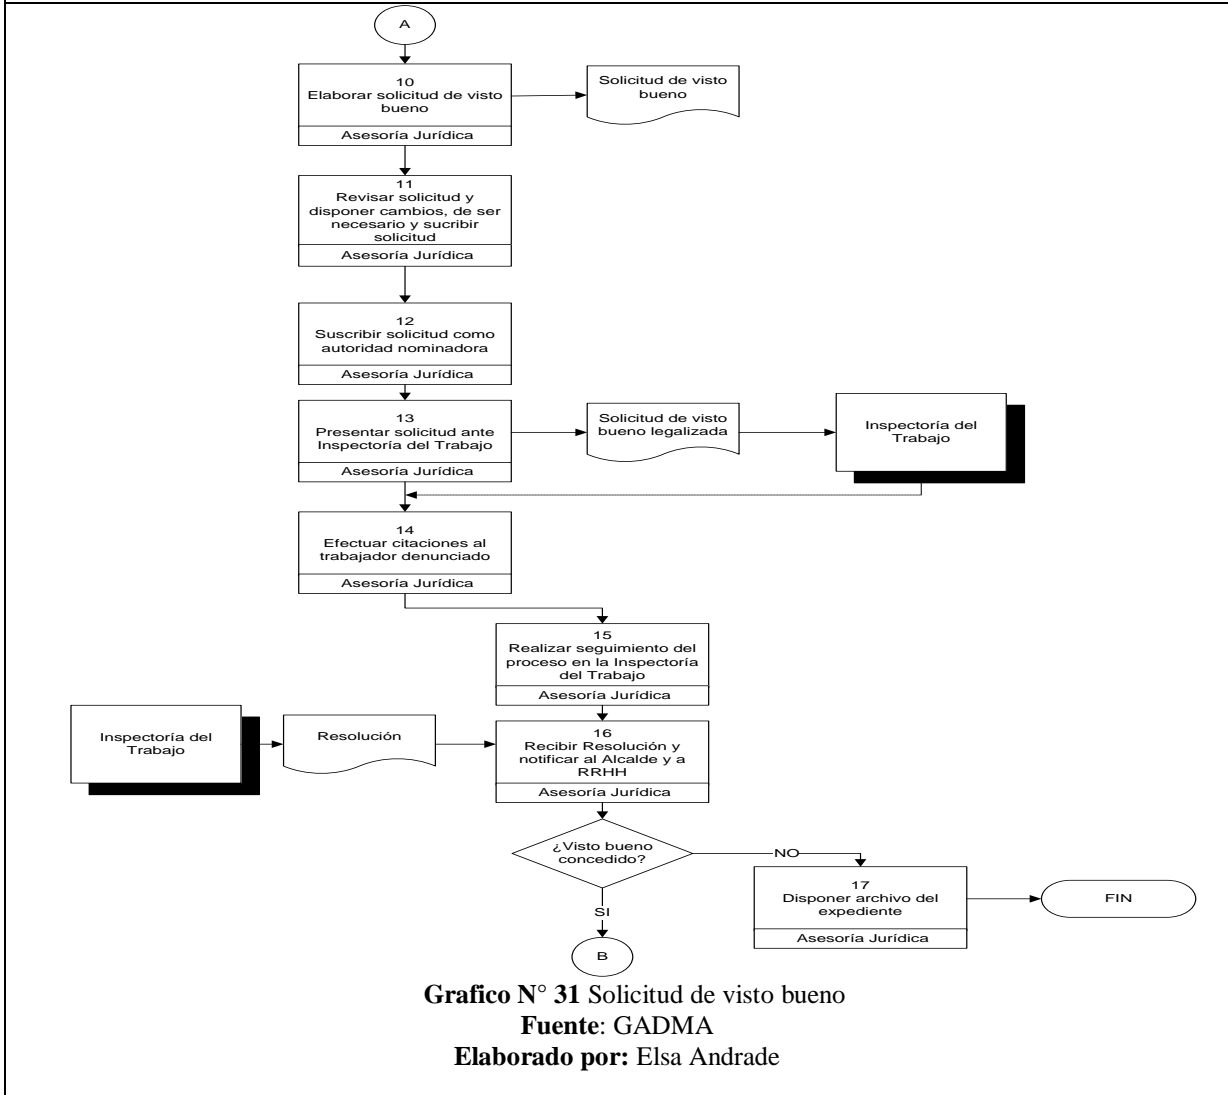 A
10
Elaborar solicitud de visto
bueno
Asesoría Jurídica
Solicitud de visto
bueno
11
Revisar solicitud y
disponer cambios, de ser
necesario y sucribir
solicitud
Asesoría Jurídica
12
Suscribir solicitud como
autoridad nominadora
Asesoría Jurídica
13
Presentar solicitud ante
Inspectoría del Trabajo
Asesoría Jurídica
Solicitud de visto
bueno legalizada
Inspectoría del
Trabajo
14
Efectuar citaciones al
trabajador denunciado
Asesoría Jurídica
15
Realizar seguimiento del
proceso en la Inspectoría
del Trabajo
Asesoría Jurídica
Inspectoría del
Trabajo
Resolución
16
Recibir Resolución y
notificar al Alcalde y a
RRHH
Asesoría Jurídica
¿Visto bueno
concedido?
NO
17
Disponer archivo del
expediente
Asesoría Jurídica
FIN
SI
B
Grafico N° 31 Solicitud de visto bueno
Fuente: GADMA
Elaborado por: Elsa Andrade